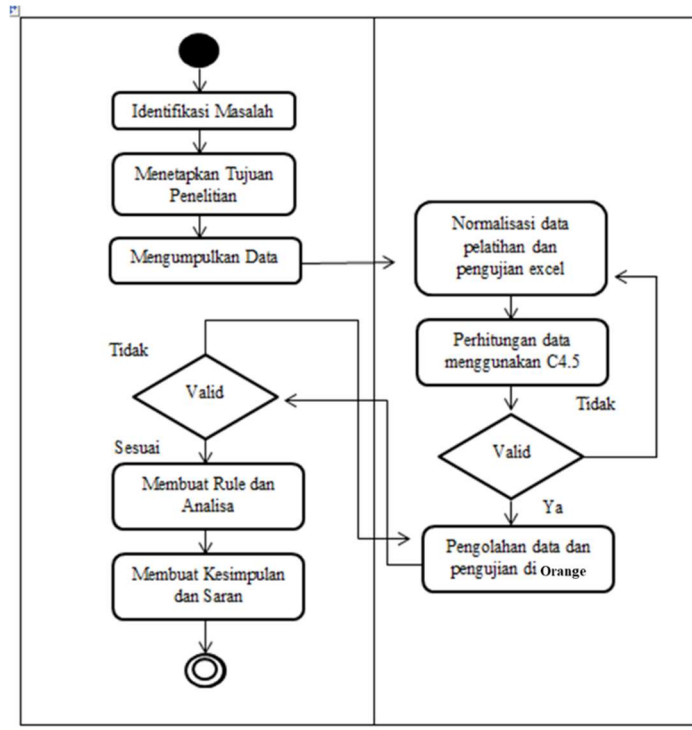 Identifikasi Masalah
Menetapkan Tujuan
Penelitian
Mengumpulkan Data
Normalisasi data
pelatihan dan
pengujian excel
Perhitungan data
menggunakan C4.5
Valid
Tidak
Ya
Pengolahan data dan
pengujian di Orange
Tidak
Valid
Sesuai
Membuat Rule dan
Analisa
Membuat Kesimpulan
dan Saran